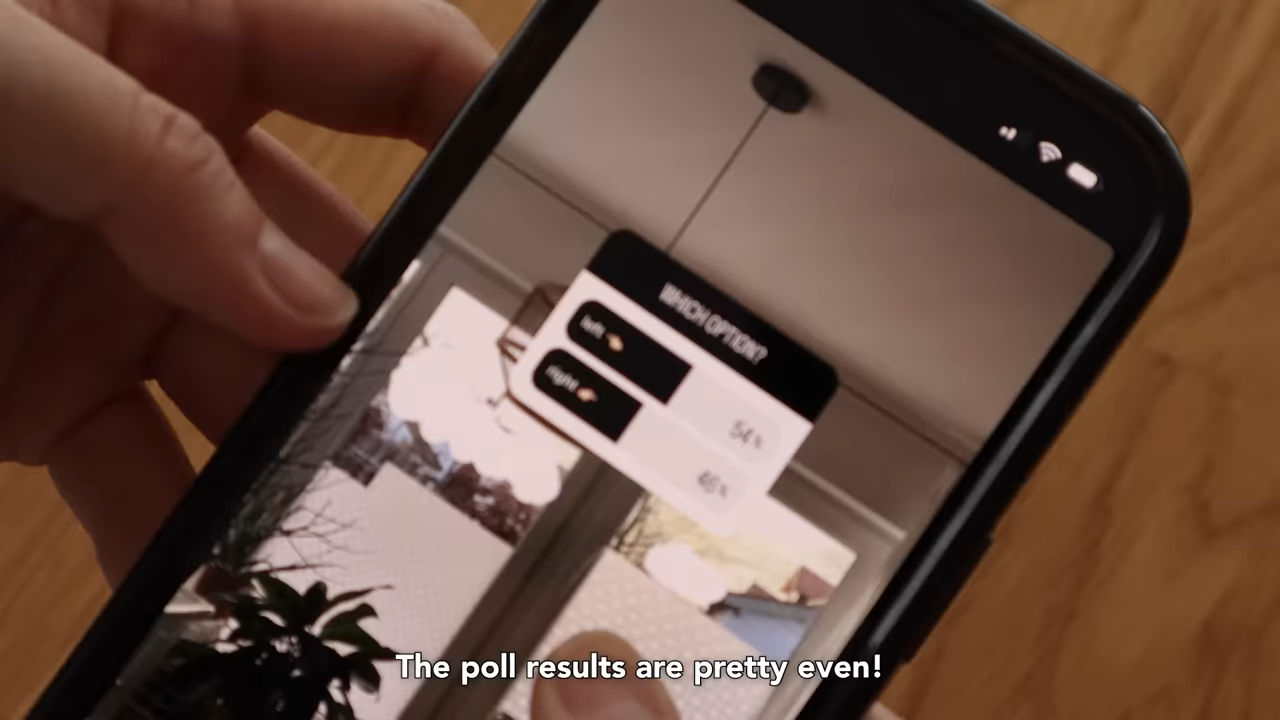 WHICH OPTION?
left 👈
54%
right 👉
46%
The poll results are pretty even!